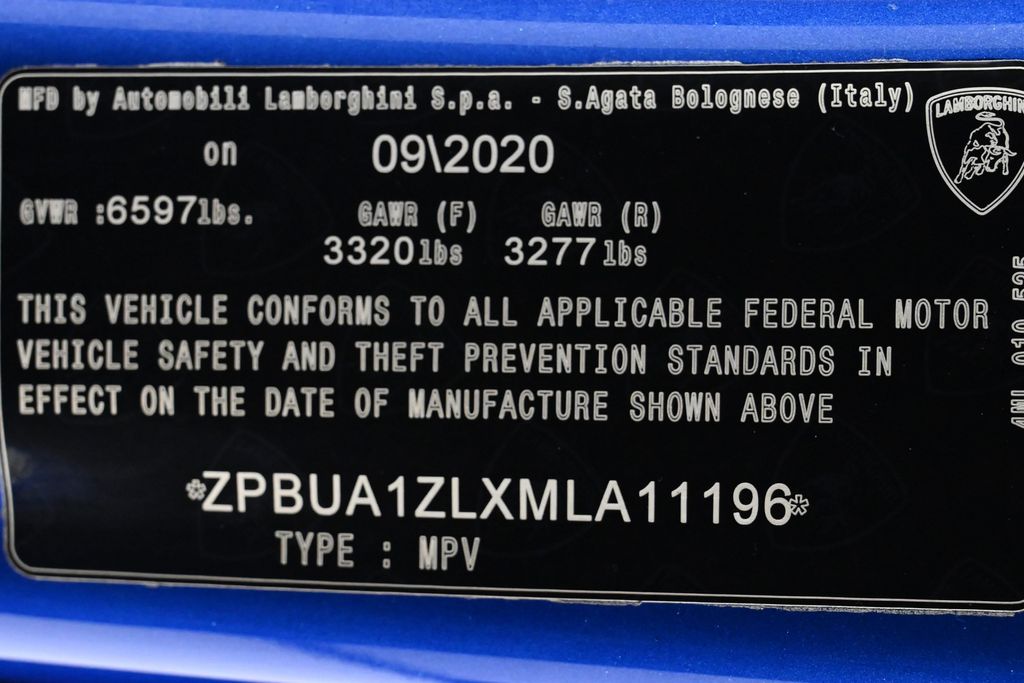 MFD by Automobili Lamborghini S.p.a. - S.Agata Bolognese (Italy)
on 09\2020
LAMBORGHINI
GVWR :6597lbs. GAWR (F) GAWR (R)
3320lbs 3277lbs
THIS VEHICLE CONFORMS TO ALL APPLICABLE FEDERAL MOTOR
VEHICLE SAFETY AND THEFT PREVENTION STANDARDS IN
EFFECT ON THE DATE OF MANUFACTURE SHOWN ABOVE
*ZPBUA1ZLXMLA11196*
TYPE : MPV